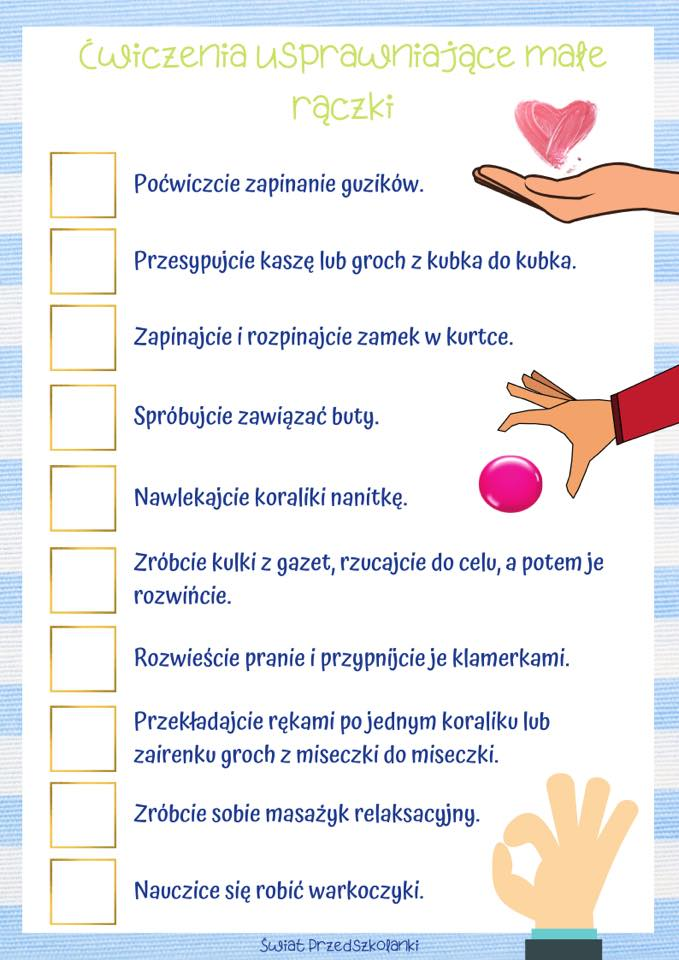 Ćwiczenia usprawniające małe
rączki
Poćwiczcie zapinanie guzików.
Przesypujcie kaszę lub groch z kubka do kubka.
Zapinajcie i rozpinajcie zamek w kurtce.
Spróbujcie zawiązać buty.
Nawlekajcie koraliki nanitkę.
Zróbcie kulki z gazet, rzucajcie do celu, a potem je
rozwińcie.
Rozwieście pranie i przypnijcie je klamerkami.
Przekładajcie rękami po jednym koraliku lub
zairenku groch z miseczki do miseczki.
Zróbcie sobie masażyk relaksacyjny.
Nauczice się robić warkoczyki.
Świat Przedszkolanki